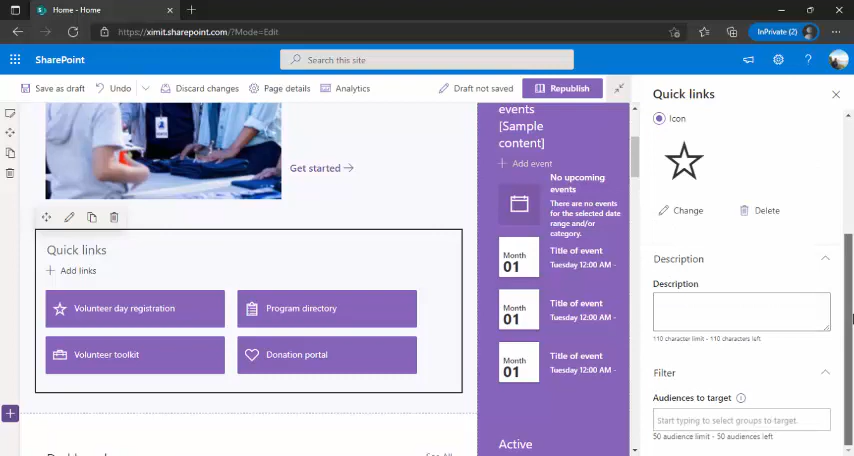 Home - Home
InPrivate (2)
https://ximit.sharepoint.com/?Mode=Edit
SharePoint
Search this site
Save as draft
Undo
Discard changes
Page details
Analytics
Draft not saved
Republish
Get started
Quick links
Add links
Volunteer day registration
Program directory
Volunteer toolkit
Donation portal
See All
events
[Sample
content]
Add event
No upcoming
events
There are no events
for the selected date
range and/or
category.
Month
01
Title of event
Tuesday 12:00 AM -
Month
01
Title of event
Tuesday 12:00 AM -
Month
01
Title of event
Tuesday 12:00 AM -
Active
Quick links
Icon
Change
Delete
Description
Description
110 character limit - 110 characters left
Filter
Audiences to target
Start typing to select groups to target.
50 audience limit - 50 audiences left